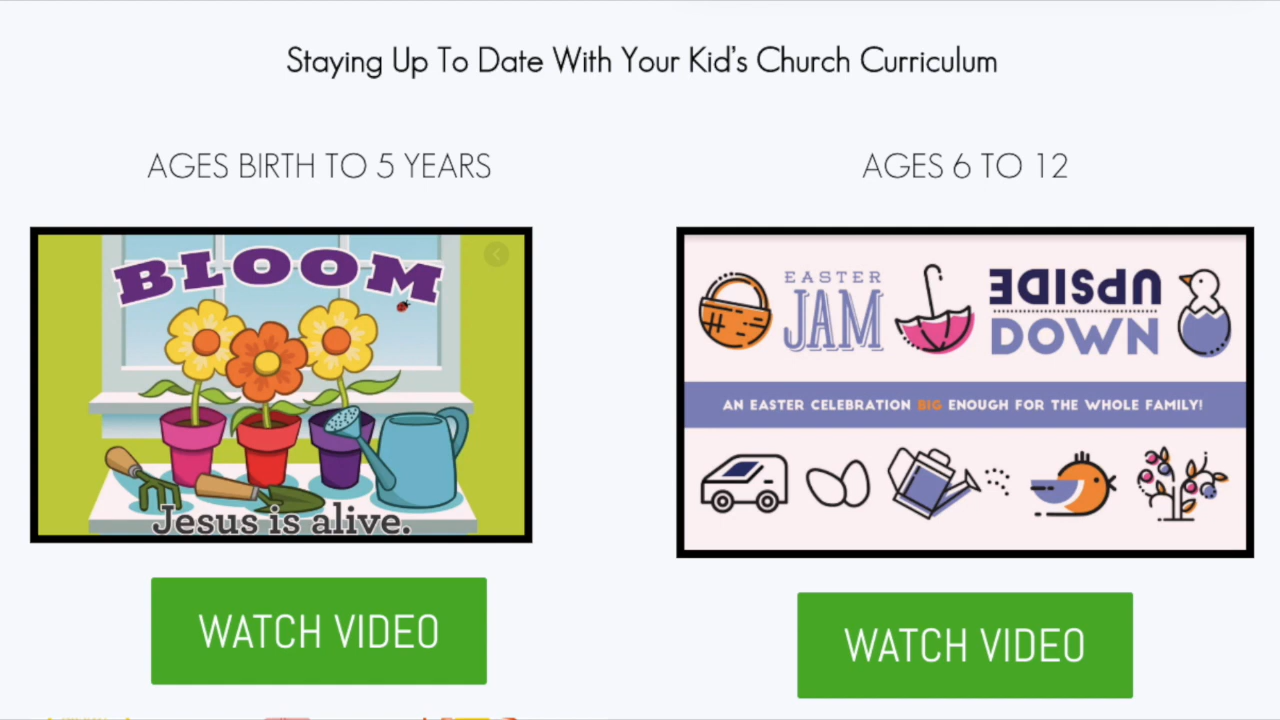 Staying Up To Date With Your Kid's Church Curriculum
AGES BIRTH TO 5 YEARS
AGES 6 TO 12
BLOOM
Jesus is alive.
EASTER
JAM
UPSIDE
DOWN
AN EASTER CELEBRATION BIG ENOUGH FOR THE WHOLE FAMILY!
WATCH VIDEO
WATCH VIDEO